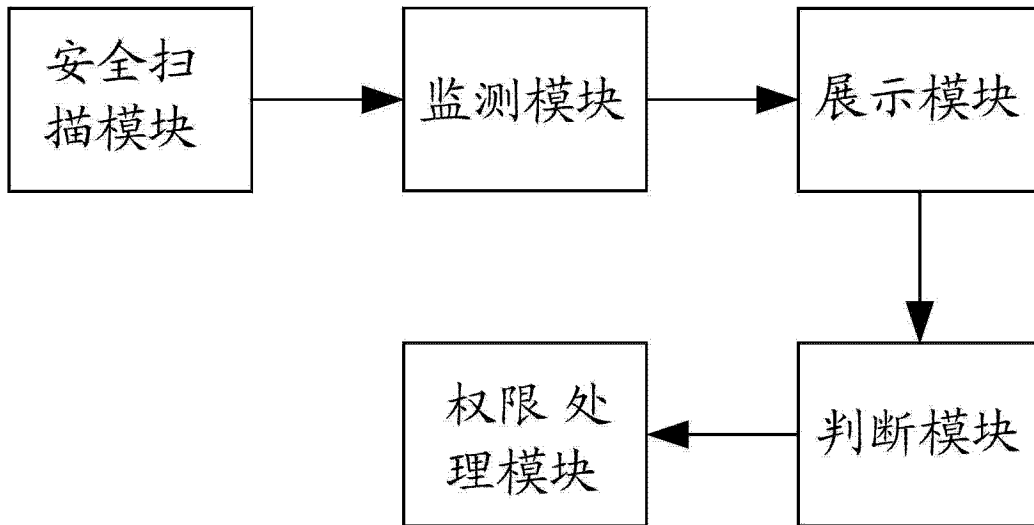 安全扫
描模块
监测模块
展示模块
判断模块
权限 处
理模块